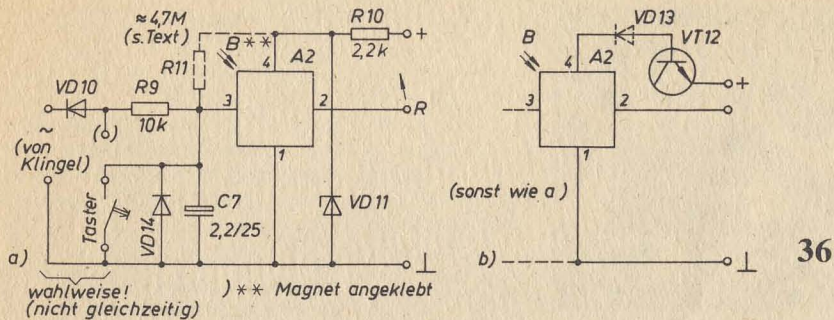 ≈4,7M
(s.Text)
R11
B**
A2
R10
2,2k
+
4
3
2
1
VD10
R9
10k
( )
~
(von
Klingel)
Taster
VD14
C7
2,2/25
VD11
R
⊥
a)
wahlweise!
(nicht gleichzeitig)
)** Magnet angeklebt
VD13
VT12
B
A2
4
3
2
1
+
(sonst wie a)
b)
⊥
36